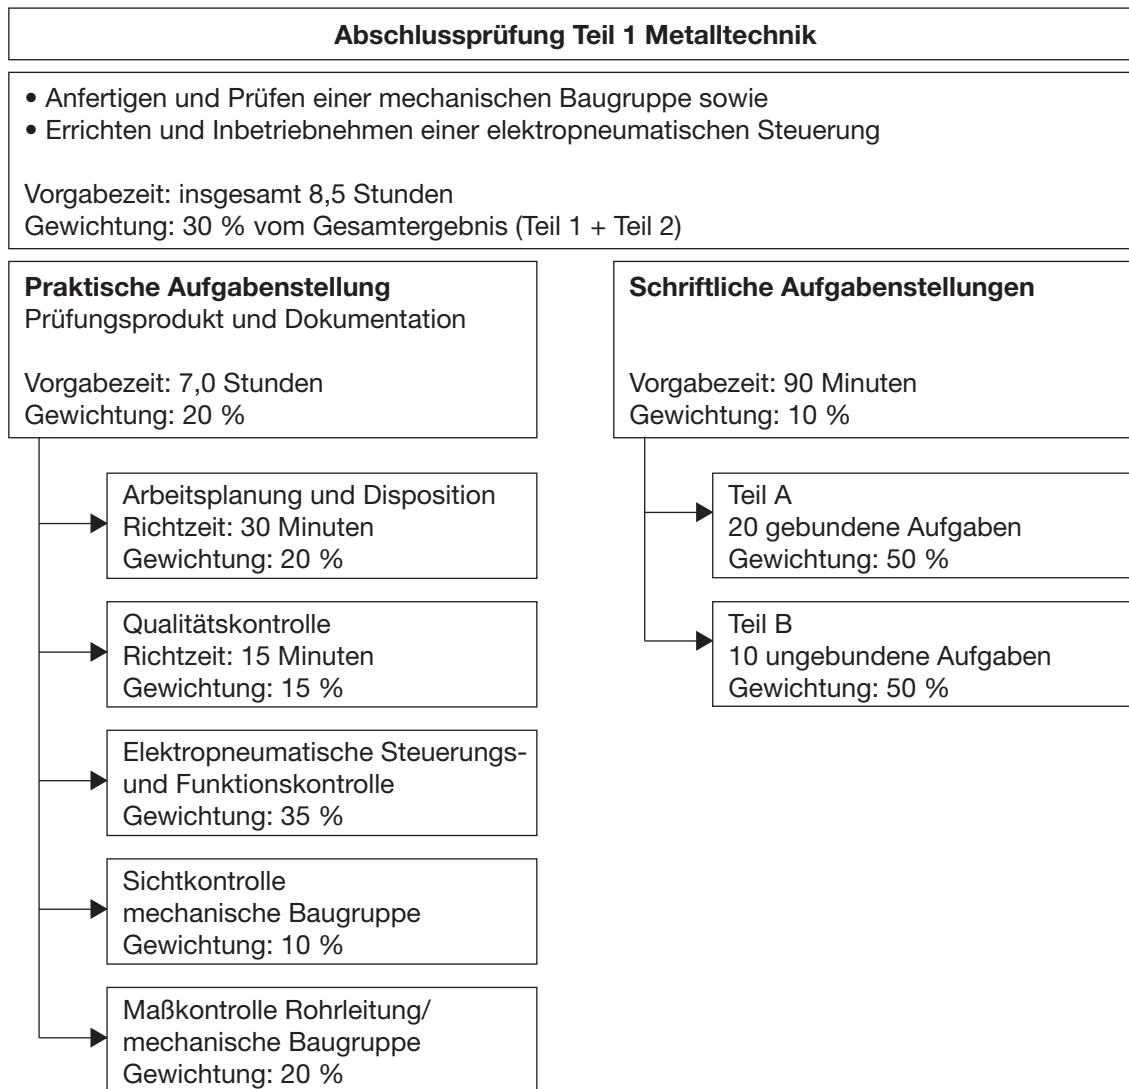 Abschlussprüfung Teil 1 Metalltechnik
• Anfertigen und Prüfen einer mechanischen Baugruppe sowie
• Errichten und Inbetriebnehmen einer elektropneumatischen Steuerung
Vorgabezeit: insgesamt 8,5 Stunden
Gewichtung: 30 % vom Gesamtergebnis (Teil 1 + Teil 2)
Praktische Aufgabenstellung
Prüfungsprodukt und Dokumentation
Vorgabezeit: 7,0 Stunden
Gewichtung: 20 %
Arbeitsplanung und Disposition
Richtzeit: 30 Minuten
Gewichtung: 20 %
Qualitätskontrolle
Richtzeit: 15 Minuten
Gewichtung: 15 %
Elektropneumatische Steuerungs-
und Funktionskontrolle
Gewichtung: 35 %
Sichtkontrolle
mechanische Baugruppe
Gewichtung: 10 %
Maßkontrolle Rohrleitung/
mechanische Baugruppe
Gewichtung: 20 %
Schriftliche Aufgabenstellungen
Vorgabezeit: 90 Minuten
Gewichtung: 10 %
Teil A
20 gebundene Aufgaben
Gewichtung: 50 %
Teil B
10 ungebundene Aufgaben
Gewichtung: 50 %